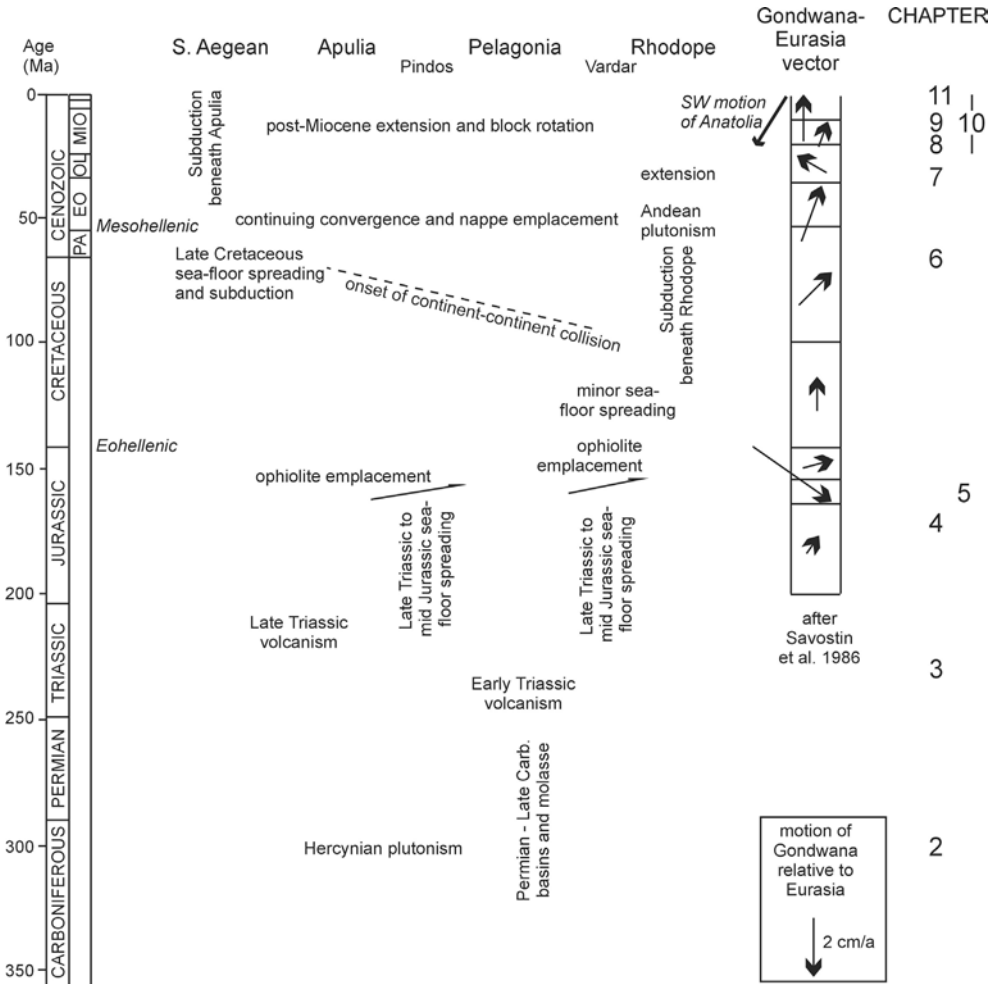 Age
(Ma)
S. Aegean
Apulia
Pindos
Pelagonia
Vardar
Rhodope
Gondwana-
Eurasia
vector
CHAPTER
0
50
100
150
200
250
300
350
CENOZOIC
CRETACEOUS
JURASSIC
TRIASSIC
PERMIAN
CARBONIFEROUS
MIO
OL
EO
PA
Mesohellenic
Eohellenic
Subduction
beneath Apulia
post-Miocene extension and block rotation
SW motion
of Anatolia
extension
continuing convergence and nappe emplacement
Andean
plutonism
Late Cretaceous
sea-floor spreading
and subduction
onset of continent-continent collision
Subduction
beneath Rhodope
minor sea-
floor spreading
ophiolite emplacement
ophiolite
emplacement
Late Triassic to
mid Jurassic sea-
floor spreading
Late Triassic to
mid Jurassic sea-
floor spreading
Late Triassic
volcanism
Early Triassic
volcanism
Permian - Late Carb.
basins and molasse
Hercynian plutonism
after
Savostin
et al. 1986
motion of
Gondwana
relative to
Eurasia
2 cm/a
11
9
10
8
7
6
5
4
3
2